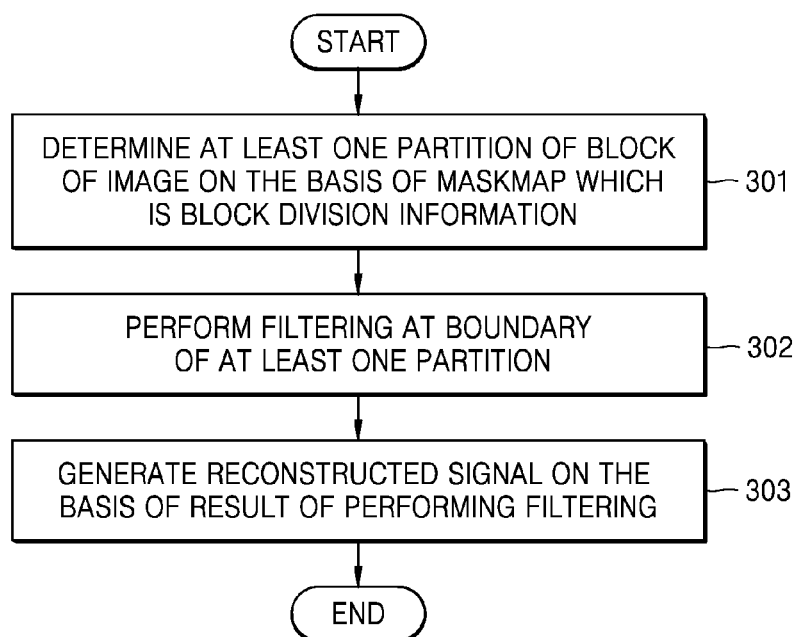 START
DETERMINE AT LEAST ONE PARTITION OF BLOCK
OF IMAGE ON THE BASIS OF MASKMAP WHICH
IS BLOCK DIVISION INFORMATION
301
PERFORM FILTERING AT BOUNDARY
OF AT LEAST ONE PARTITION
302
GENERATE RECONSTRUCTED SIGNAL ON THE
BASIS OF RESULT OF PERFORMING FILTERING
303
END